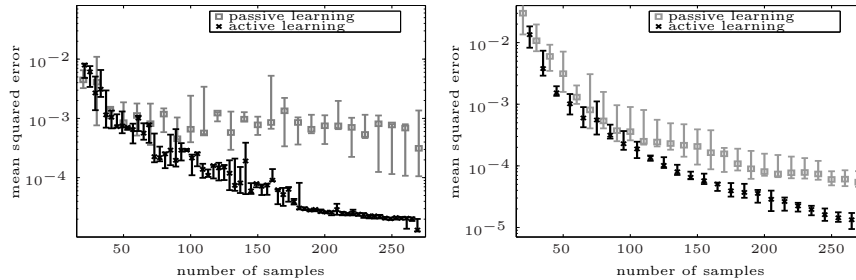 passive learning
active learning
mean squared error
10^-2
10^-3
10^-4
50 100 150 200 250
number of samples
passive learning
active learning
mean squared error
10^-2
10^-3
10^-4
10^-5
50 100 150 200 250
number of samples